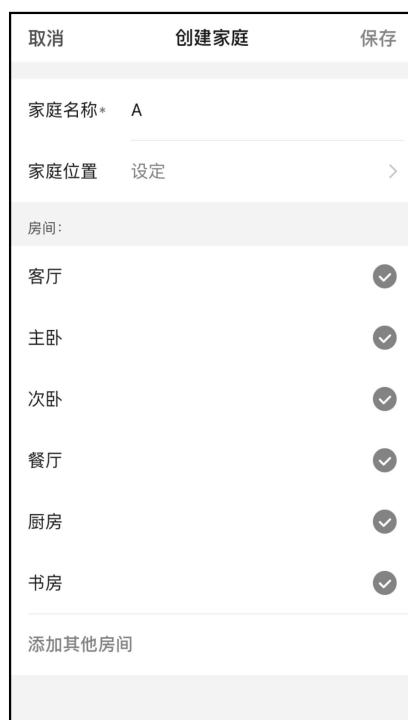 取消 创建家庭 保存
家庭名称* A
家庭位置 设定
房间:
客厅
主卧
次卧
餐厅
厨房
书房
添加其他房间